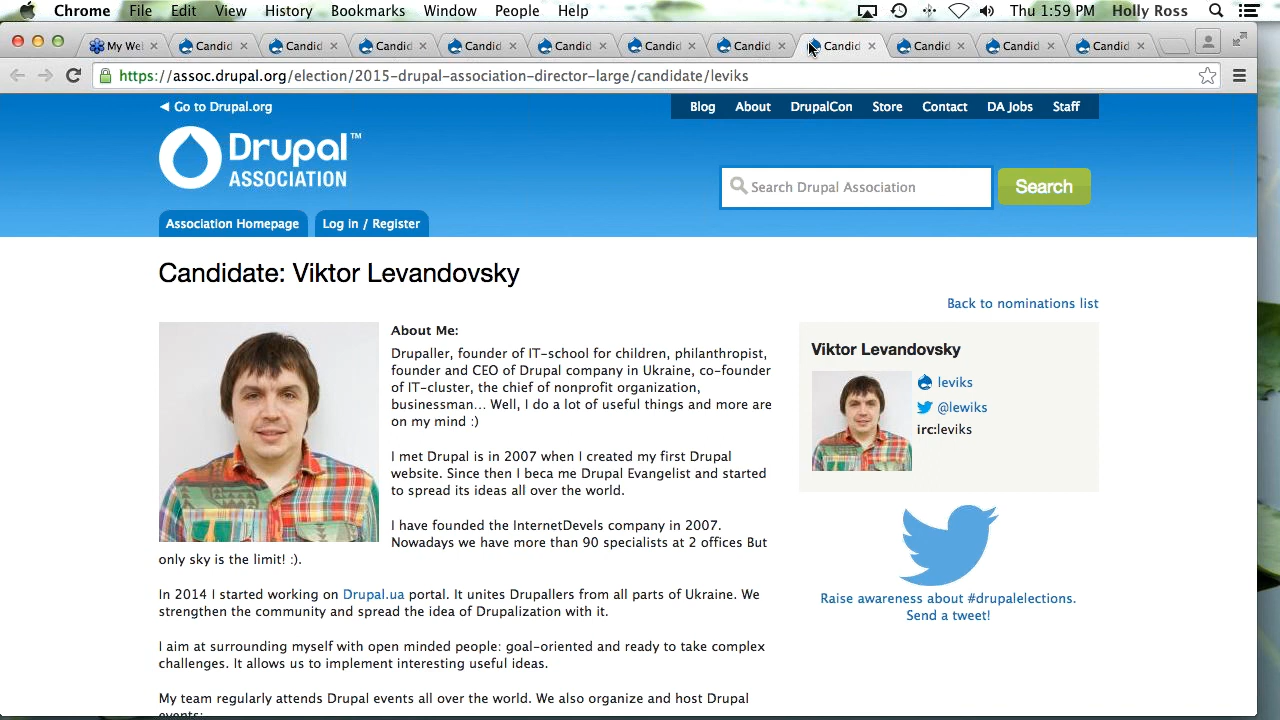 Chrome File Edit View History Bookmarks Window People Help Thu 1:59 PM Holly Ross
My We Candid Candid Candid Candid Candid Candid Candid Candid Candid Candid Candid
https://assoc.drupal.org/election/2015-drupal-association-director-large/candidate/leviks
◀ Go to Drupal.org
Blog About DrupalCon Store Contact DA Jobs Staff
Drupal™
ASSOCIATION
Search Drupal Association Search
Association Homepage Log in / Register
Candidate: Viktor Levandovsky
Back to nominations list
About Me:
Drupaller, founder of IT-school for children, philanthropist,
founder and CEO of Drupal company in Ukraine, co-founder
of IT-cluster, the chief of nonprofit organization,
businessman... Well, I do a lot of useful things and more are
on my mind :)
I met Drupal is in 2007 when I created my first Drupal
website. Since then I beca me Drupal Evangelist and started
to spread its ideas all over the world.
I have founded the InternetDevels company in 2007.
Nowadays we have more than 90 specialists at 2 offices But
only sky is the limit! :).
In 2014 I started working on Drupal.ua portal. It unites Drupallers from all parts of Ukraine. We
strengthen the community and spread the idea of Drupalization with it.
I aim at surrounding myself with open minded people: goal-oriented and ready to take complex
challenges. It allows us to implement interesting useful ideas.
My team regularly attends Drupal events all over the world. We also organize and host Drupal
events:
Viktor Levandovsky
leviks
@lewiks
irc:leviks
Raise awareness about #drupalelections.
Send a tweet!